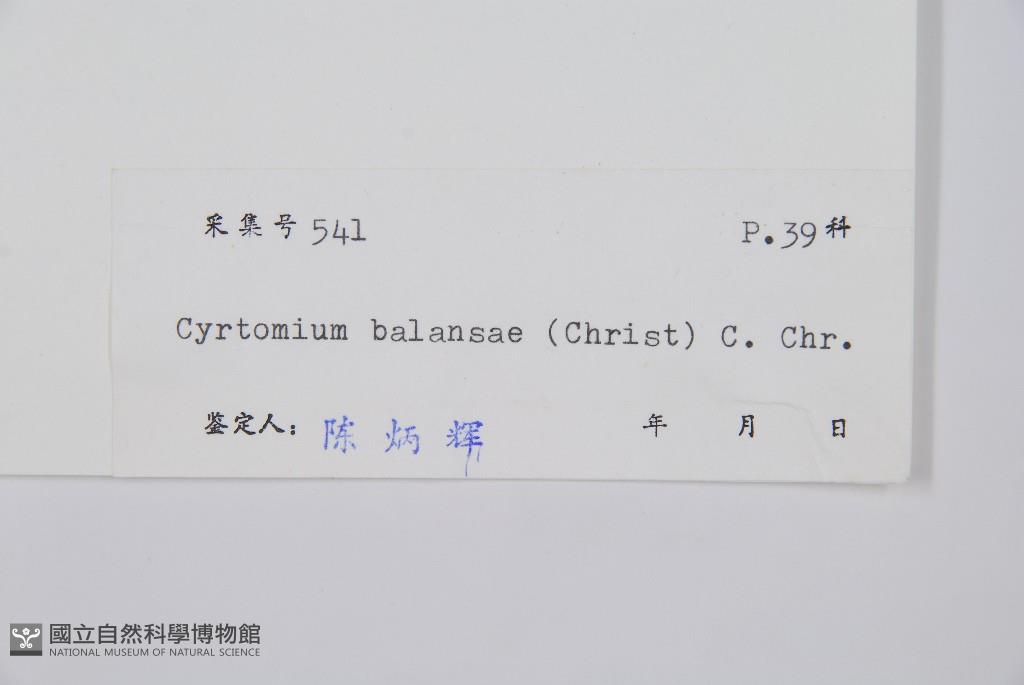 采集号 541 P.39 科
Cyrtomium balansae (Christ) C. Chr.
鉴定人： 陈炳辉 年 月 日
國立自然科學博物館
NATIONAL MUSEUM OF NATURAL SCIENCE